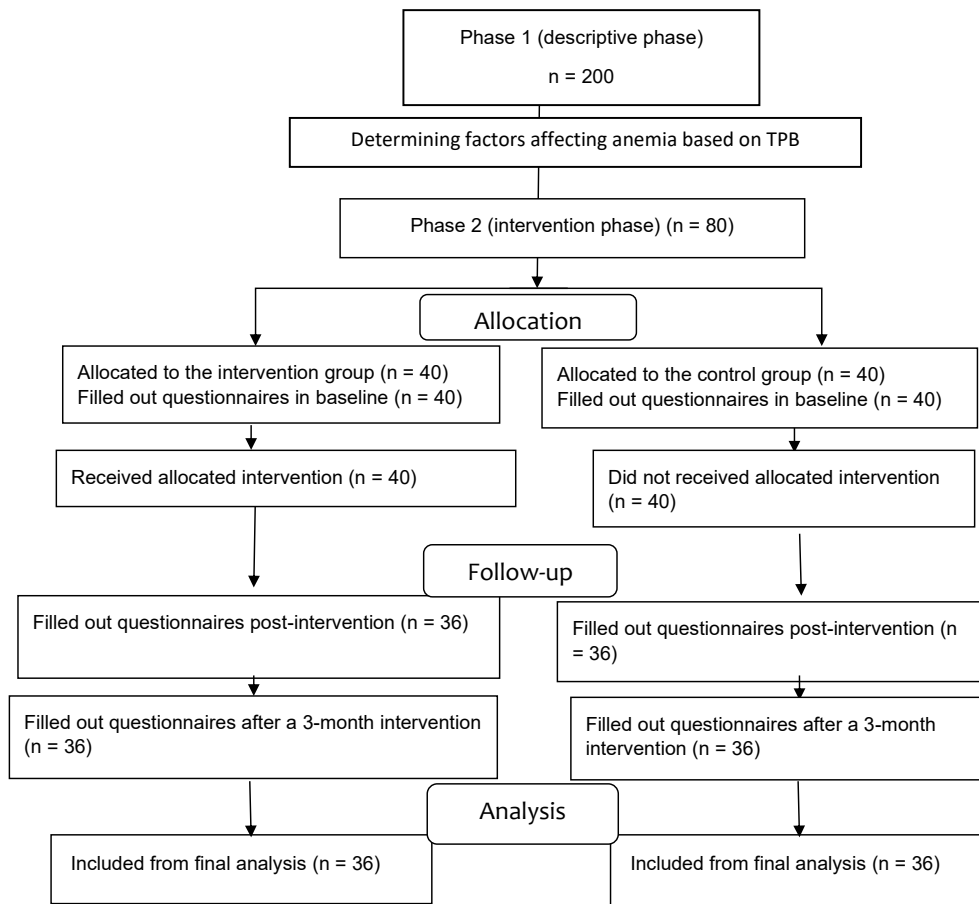 Phase 1 (descriptive phase)
n = 200
Determining factors affecting anemia based on TPB
Phase 2 (intervention phase) (n = 80)
Allocation
Allocated to the intervention group (n = 40)
Filled out questionnaires in baseline (n = 40)
Allocated to the control group (n = 40)
Filled out questionnaires in baseline (n = 40)
Received allocated intervention (n = 40)
Did not received allocated intervention
(n = 40)
Follow-up
Filled out questionnaires post-intervention (n = 36)
Filled out questionnaires post-intervention (n
= 36)
Filled out questionnaires after a 3-month intervention
(n = 36)
Filled out questionnaires after a 3-month
intervention (n = 36)
Analysis
Included from final analysis (n = 36)
Included from final analysis (n = 36)